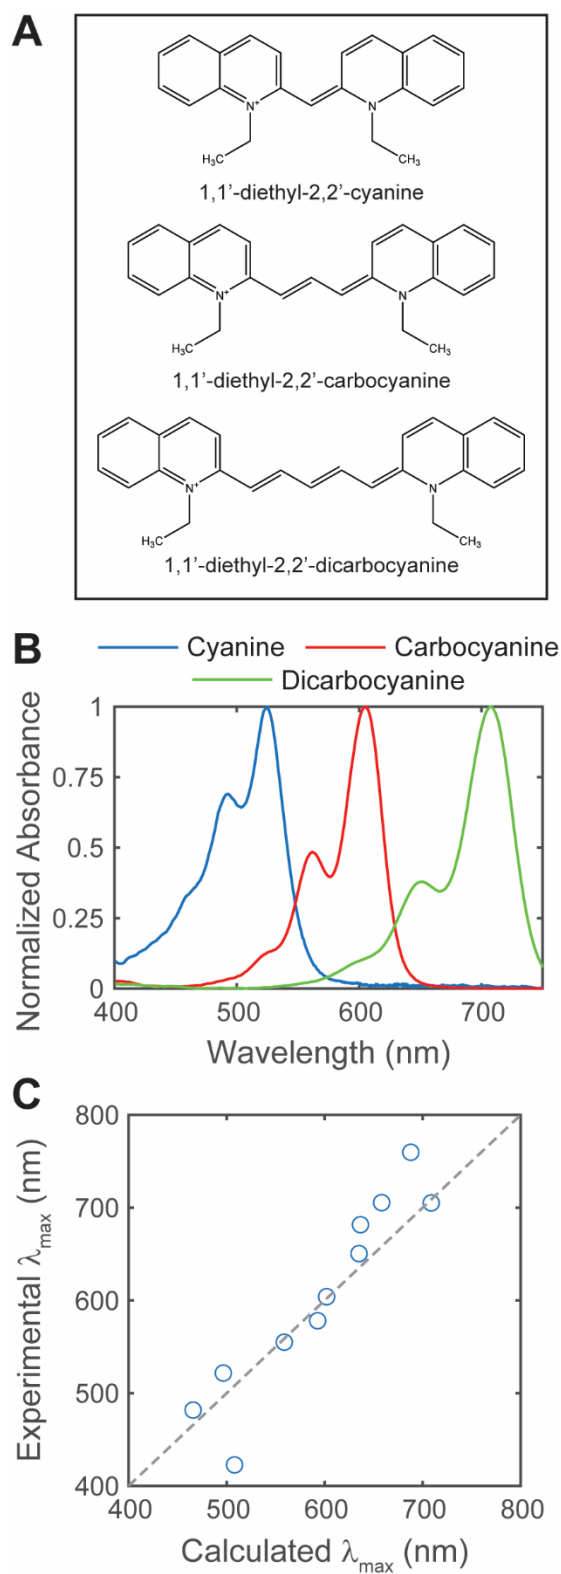 A
N⁺
N
H₃C
CH₃
1,1'-diethyl-2,2'-cyanine
N⁺
N
H₃C
CH₃
1,1'-diethyl-2,2'-carbocyanine
N⁺
N
H₃C
CH₃
1,1'-diethyl-2,2'-dicarbocyanine
B
Cyanine Carbocyanine
Dicarbocyanine
Normalized Absorbance
1
0.75
0.5
0.25
0
400 500 600 700
Wavelength (nm)
C
Experimental λmax (nm)
800
700
600
500
400
400 500 600 700 800
Calculated λmax (nm)